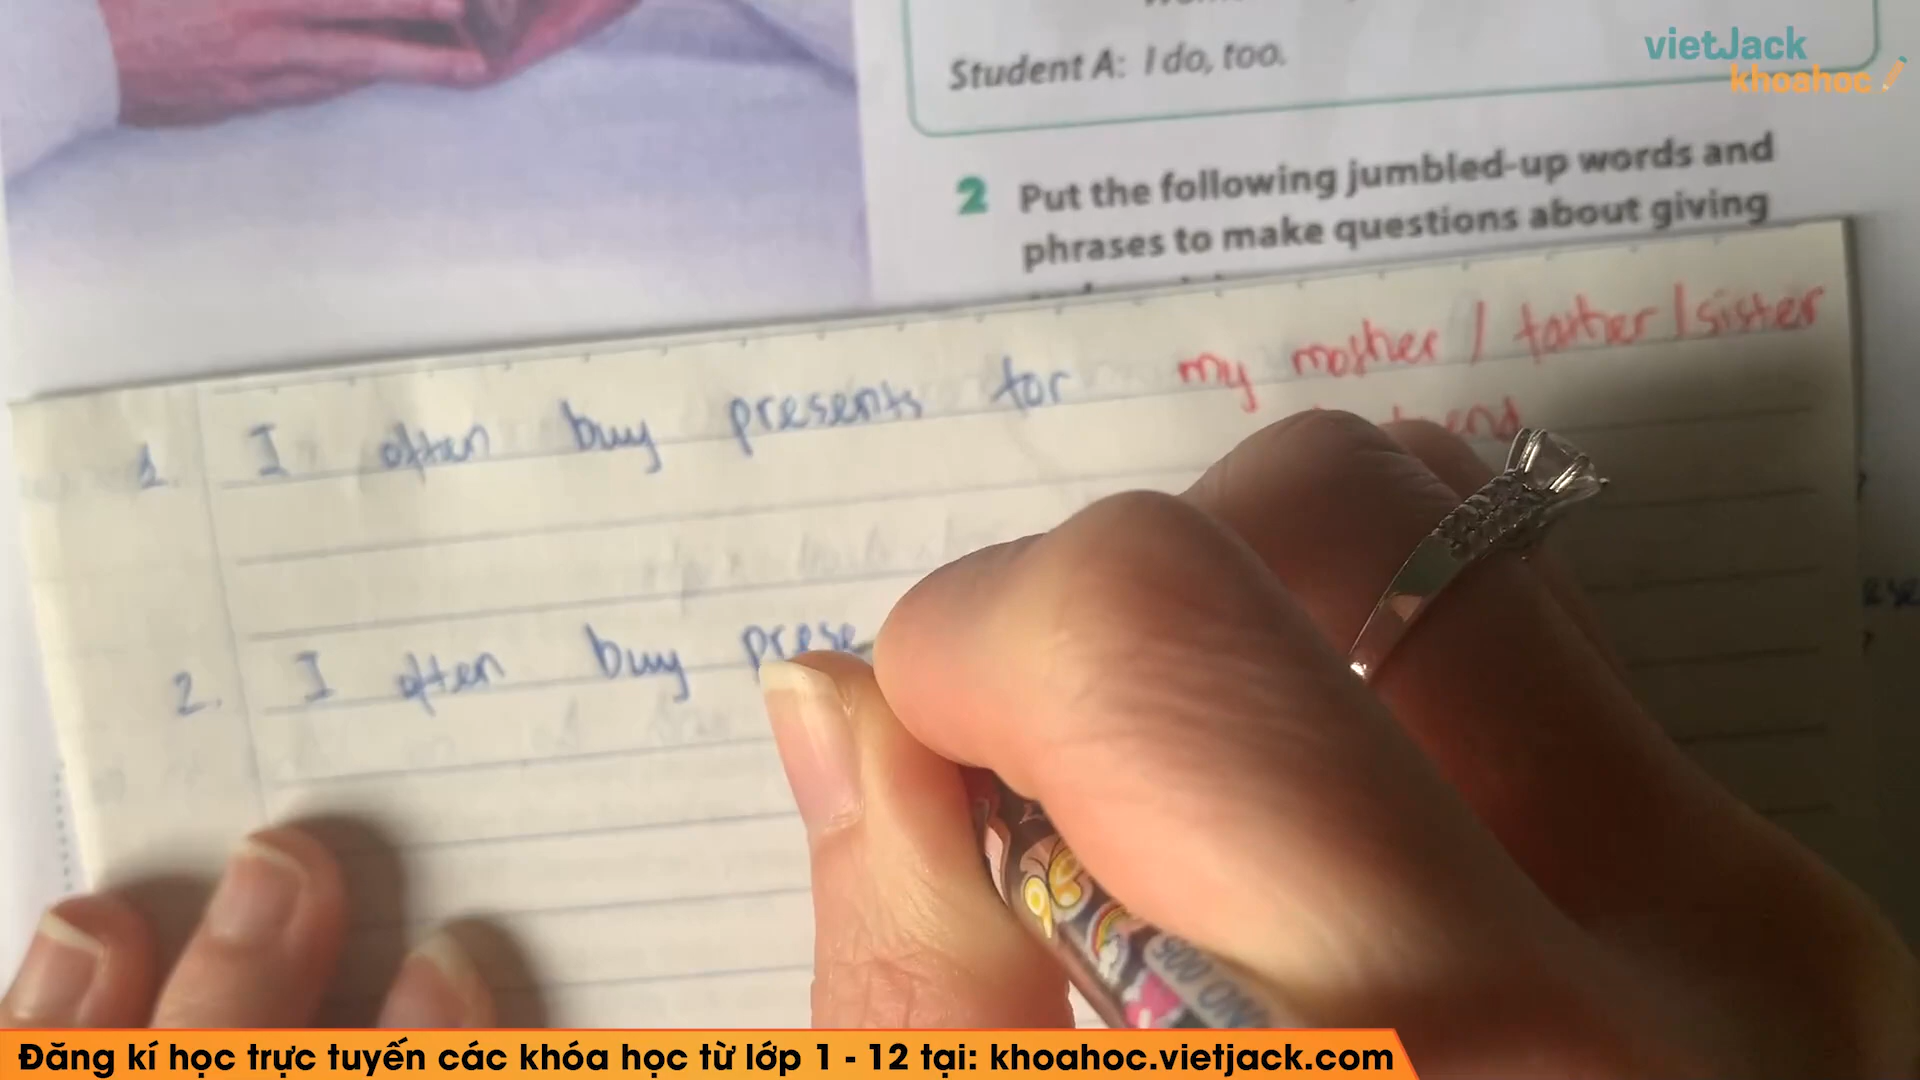 vietJack
khoahoc
Student A: I do, too.
2 Put the following jumbled-up words and
phrases to make questions about giving
1. I often buy presents for my mother / father / sister
2. I often buy prese
Đăng kí học trực tuyến các khóa học từ lớp 1 - 12 tại: khoahoc.vietjack.com